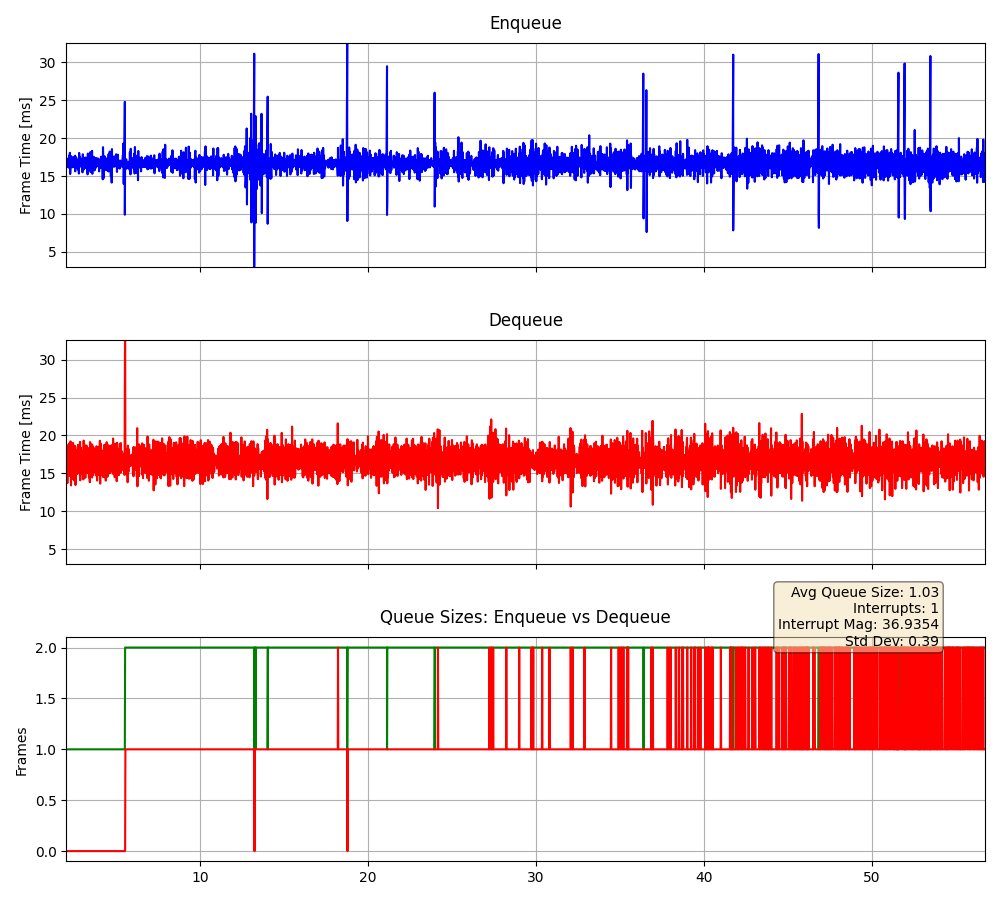 Enqueue
Frame Time [ms]
30
25
20
15
10
5
Dequeue
Frame Time [ms]
30
25
20
15
10
5
Avg Queue Size: 1.03
Interrupts: 1
Interrupt Mag: 36.9354
Std Dev: 0.39
Queue Sizes: Enqueue vs Dequeue
Frames
2.0
1.5
1.0
0.5
0.0
10 20 30 40 50